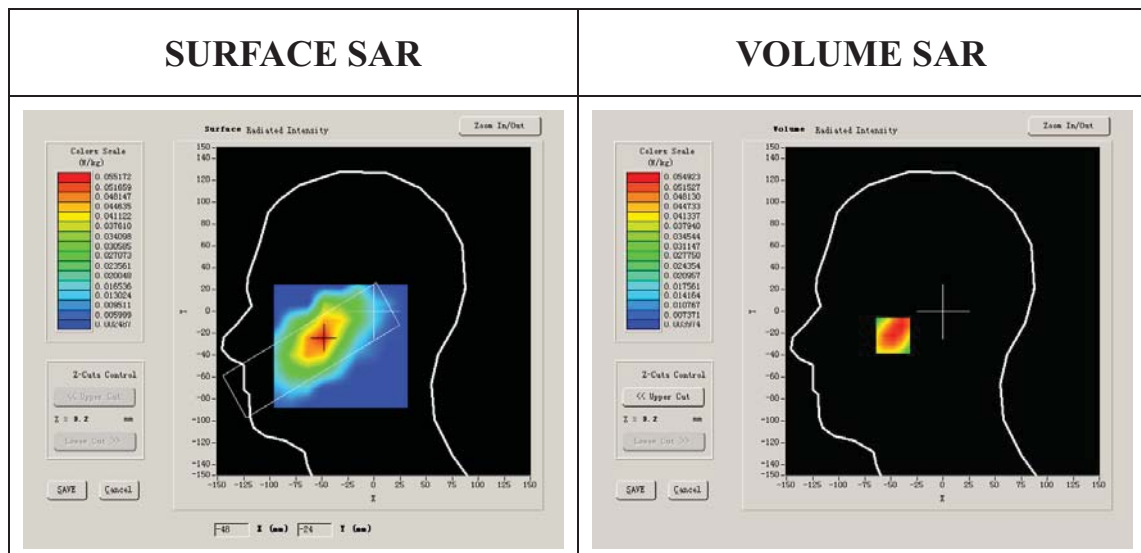 SURFACE SAR
VOLUME SAR
Surface Radiated Intensity
Zoom In/Out
Colors Scale
(W/kg)
0.055172
0.051659
0.048147
0.044635
0.041122
0.037610
0.034098
0.030585
0.027073
0.023561
0.020048
0.016536
0.013024
0.009511
0.005999
0.002487
150
140
120
100
80
60
40
20
0
-20
-40
-60
-80
-100
-120
-140
-150
Y
-150 -125 -100 -75 -50 -25 0 25 50 75 100 125 150
X
Z-Cuts Control
<< Upper Cut
Z = 9.2 mm
Lower Cut >>
SAVE Cancel
-48 X (mm) -24 Y (mm)
Volume Radiated Intensity
Zoom In/Out
Colors Scale
(W/kg)
0.054923
0.051527
0.048130
0.044733
0.041337
0.037940
0.034544
0.031147
0.027750
0.024354
0.020957
0.017561
0.014164
0.010767
0.007371
0.003974
150
140
120
100
80
60
40
20
0
-20
-40
-60
-80
-100
-120
-140
-150
Y
-150 -125 -100 -75 -50 -25 0 25 50 75 100 125 150
X
Z-Cuts Control
<< Upper Cut
Z = 9.2 mm
Lower Cut >>
SAVE Cancel